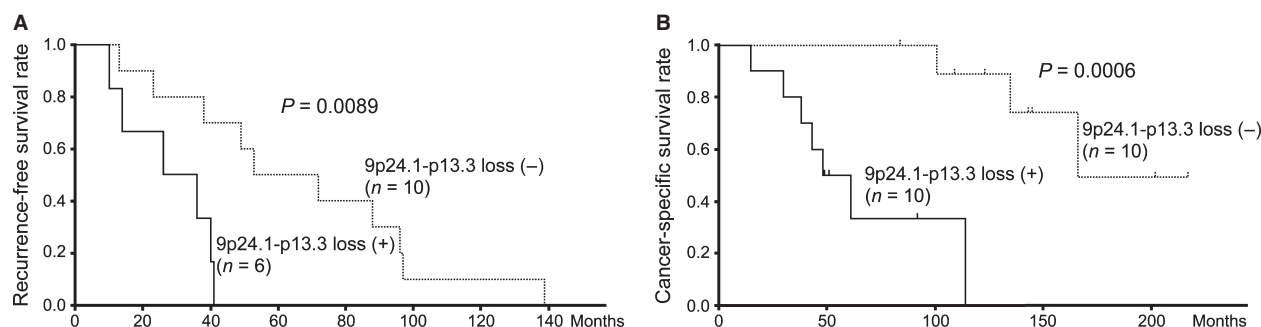 A
Recurrence-free survival rate
1.0
0.8
0.6
0.4
0.2
0.0
0 20 40 60 80 100 120 140 Months
P = 0.0089
9p24.1-p13.3 loss (–)
(n = 10)
9p24.1-p13.3 loss (+)
(n = 6)
B
Cancer-specific survival rate
1.0
0.8
0.6
0.4
0.2
0.0
0 50 100 150 200 Months
P = 0.0006
9p24.1-p13.3 loss (–)
(n = 10)
9p24.1-p13.3 loss (+)
(n = 10)